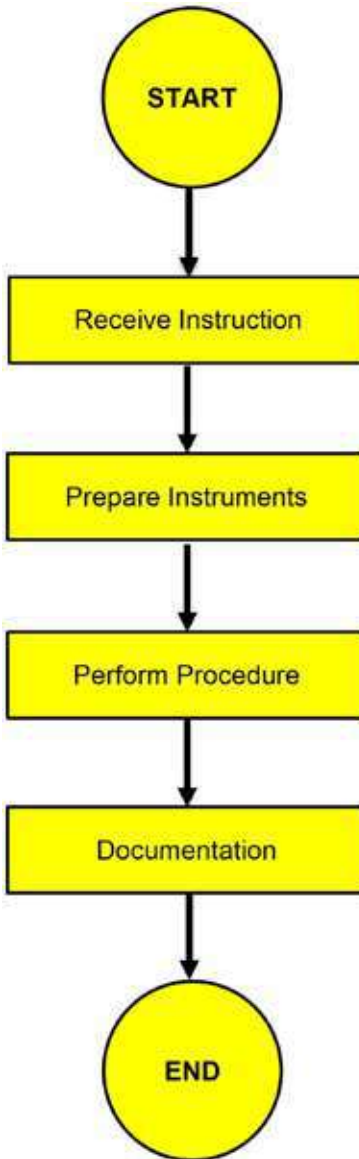 START
Receive Instruction
Prepare Instruments
Perform Procedure
Documentation
END